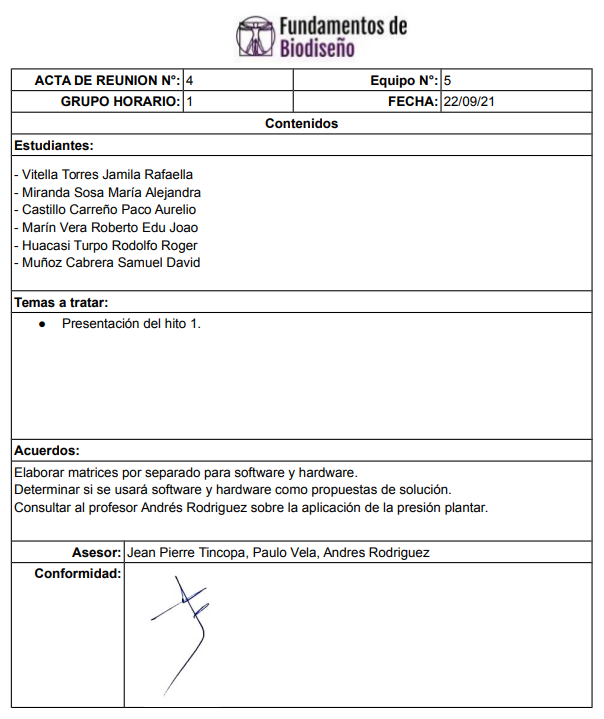 Fundamentos de
Biodiseño
ACTA DE REUNION N°: 4 Equipo N°: 5
GRUPO HORARIO: 1 FECHA: 22/09/21
Contenidos
Estudiantes:
- Vitella Torres Jamila Rafaella
- Miranda Sosa María Alejandra
- Castillo Carreño Paco Aurelio
- Marín Vera Roberto Edu Joao
- Huacasi Turpo Rodolfo Roger
- Muñoz Cabrera Samuel David
Temas a tratar:
● Presentación del hito 1.
Acuerdos:
Elaborar matrices por separado para software y hardware.
Determinar si se usará software y hardware como propuestas de solución.
Consultar al profesor Andrés Rodriguez sobre la aplicación de la presión plantar.
Asesor: Jean Pierre Tincopa, Paulo Vela, Andres Rodriguez
Conformidad: